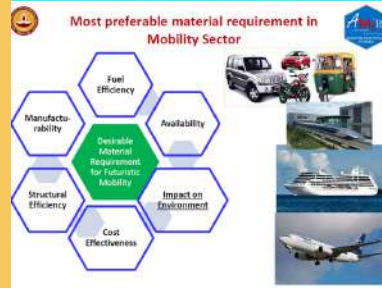 Most preferable material requirement in
Mobility Sector
Fuel
Efficiency
Manufactu-
rability
Availability
Desirable
Material
Requirement
for Futuristic
Mobility
Structural
Efficiency
Impact on
Environment
Cost
Effectiveness